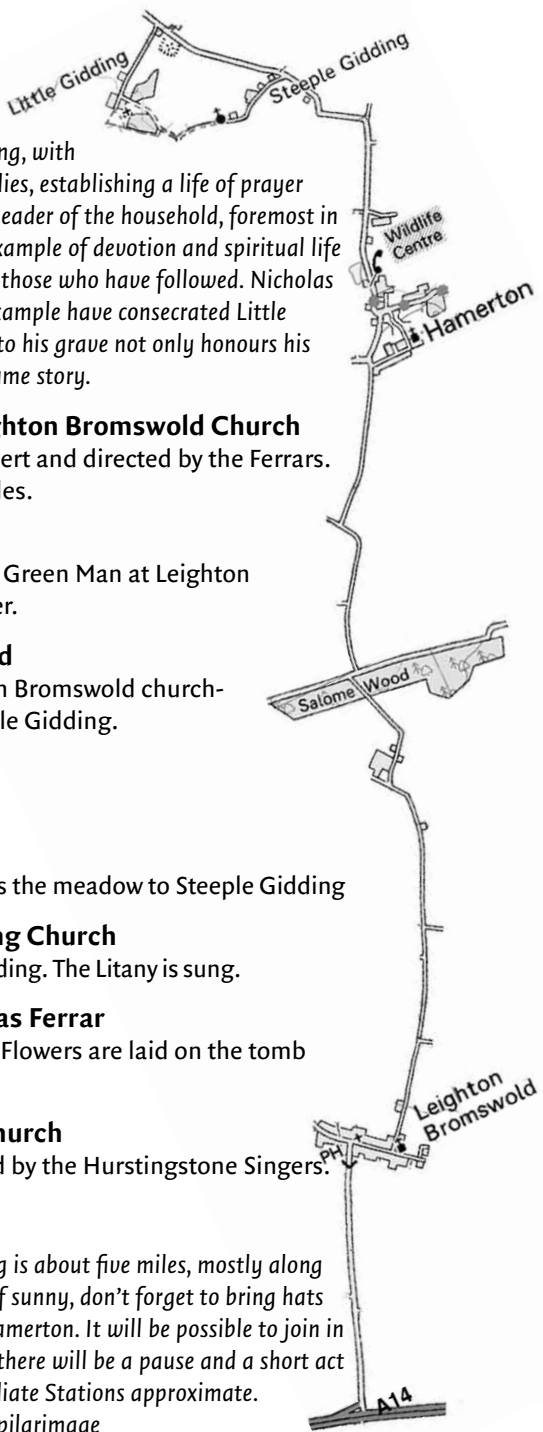 Little Gidding
Steeple Gidding
ng, with
lies, establishing a life of prayer
eader of the household, foremost in
xample of devotion and spiritual life
those who have followed. Nicholas
xample have consecrated Little
to his grave not only honours his
ame story.
Wildlife
Centre
Hamerton
ghton Bromswold Church
ert and directed by the Ferrars.
les.
Green Man at Leighton
er.
d
n Bromswold church-
le Gidding.
Salome Wood
s the meadow to Steeple Gidding
ng Church
ding. The Litany is sung.
as Ferrar
Flowers are laid on the tomb
Leighton
Bromswold
hurch
d by the Hurstingstone Singers.
PH
g is about five miles, mostly along
f sunny, don't forget to bring hats
amerton. It will be possible to join in
there will be a pause and a short act
diate Stations approximate.
pilgrimage
A14